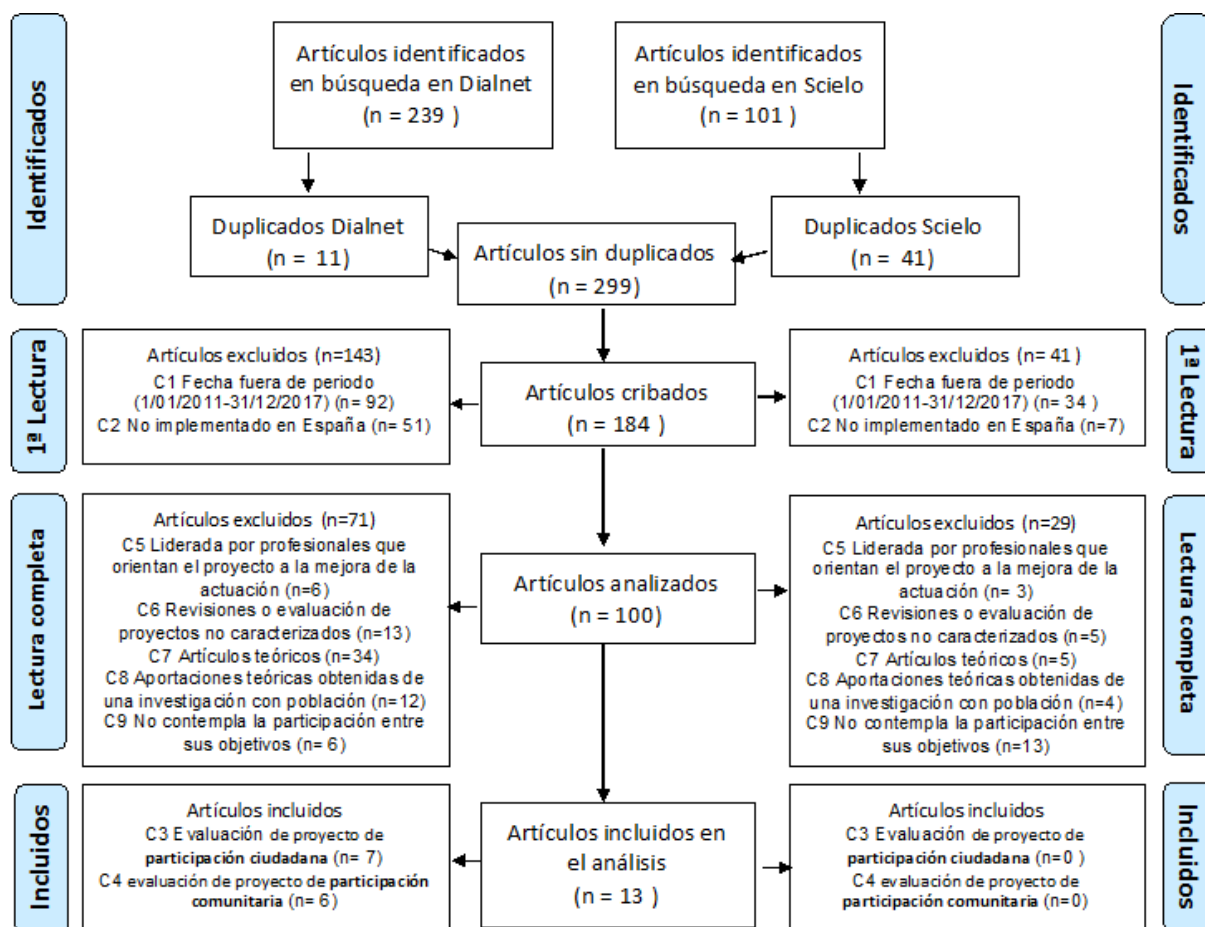 Identificados
Artículos identificados
en búsqueda en Dialnet
(n = 239 )
Artículos identificados
en búsqueda en Scielo
(n = 101 )
Identificados
Duplicados Dialnet
(n = 11)
Artículos sin duplicados
(n = 299)
Duplicados Scielo
(n = 41)
1ª Lectura
Artículos excluidos (n=143)
C1 Fecha fuera de periodo
(1/01/2011-31/12/2017) (n= 92)
C2 No implementado en España (n= 51)
Artículos cribados
(n = 184 )
Artículos excluidos (n= 41 )
C1 Fecha fuera de periodo
(1/01/2011-31/12/2017) (n= 34 )
C2 No implementado en España (n=7)
1ª Lectura
Lectura completa
Artículos excluidos (n=71)
C5 Liderada por profesionales que
orientan el proyecto a la mejora de la
actuación (n=6)
C6 Revisiones o evaluación de
proyectos no caracterizados (n=13)
C7 Artículos teóricos (n=34)
C8 Aportaciones teóricas obtenidas de
una investigación con población (n=12)
C9 No contempla la participación entre
sus objetivos (n= 6)
Artículos analizados
(n = 100)
Artículos excluidos (n=29)
C5 Liderada por profesionales que
orientan el proyecto a la mejora de la
actuación (n= 3)
C6 Revisiones o evaluación de
proyectos no caracterizados (n=5)
C7 Artículos teóricos (n=5)
C8 Aportaciones teóricas obtenidas de
una investigación con población (n=4)
C9 No contempla la participación entre
sus objetivos (n=13)
Lectura completa
Incluidos
Artículos incluidos
C3 Evaluación de proyecto de
participación ciudadana (n= 7)
C4 evaluación de proyecto de participación
comunitaria (n= 6)
Artículos incluidos en
el análisis
(n = 13 )
Artículos incluidos
C3 Evaluación de proyecto de
participación ciudadana (n=0 )
C4 evaluación de proyecto de
participación comunitaria (n=0)
Incluidos